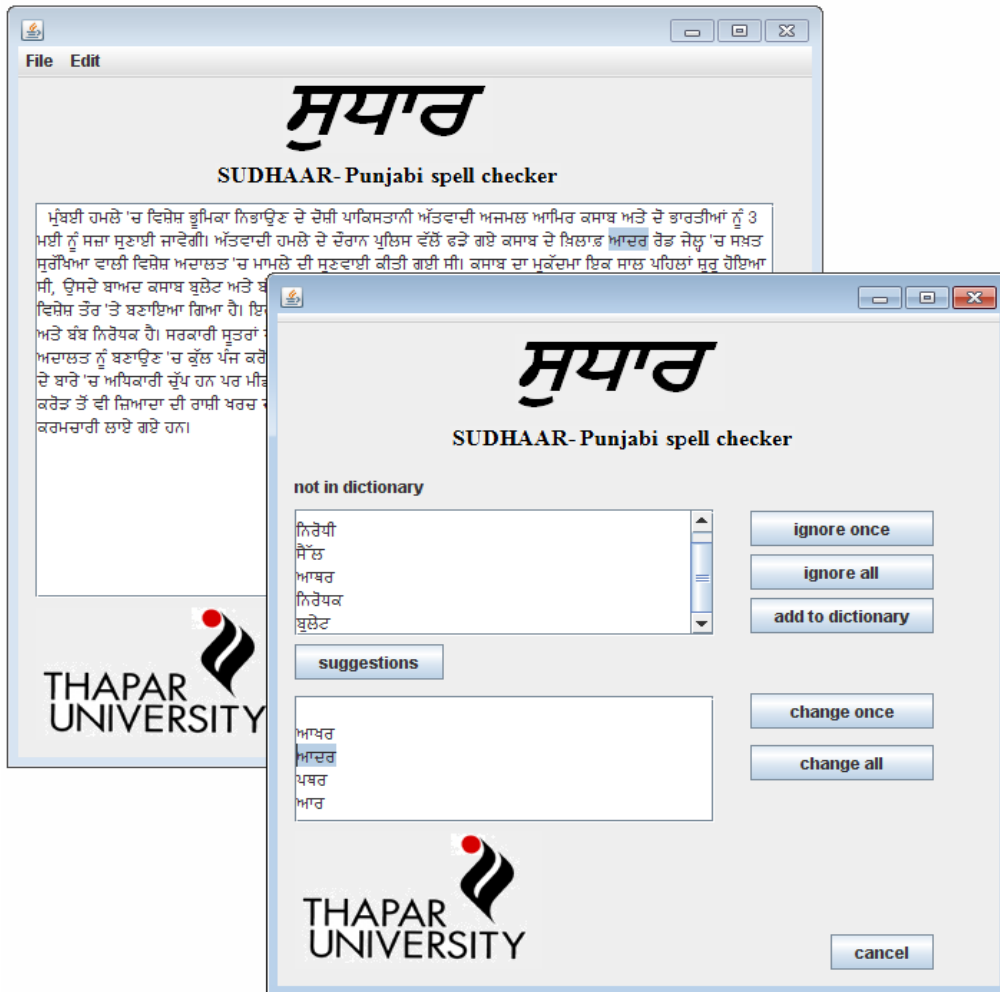 File Edit
ਸੁਧਾਰ
SUDHAAR- Punjabi spell checker
ਮੁੰਬਈ ਹਮਲੇ 'ਚ ਵਿਸ਼ੇਸ਼ ਭੂਮਿਕਾ ਨਿਭਾਉਣ ਦੇ ਦੋਸ਼ੀ ਪਾਕਿਸਤਾਨੀ ਅੱਤਵਾਦੀ ਅਜਮਲ ਆਮਿਰ ਕਸਾਬ ਅਤੇ ਦੋ ਭਾਰਤੀਆਂ ਨੂੰ 3
ਮਈ ਨੂੰ ਸਜ਼ਾ ਸੁਣਾਈ ਜਾਵੇਗੀ। ਅੱਤਵਾਦੀ ਹਮਲੇ ਦੇ ਦੌਰਾਨ ਪੁਲਿਸ ਵੱਲੋਂ ਫੜੇ ਗਏ ਕਸਾਬ ਦੇ ਖ਼ਿਲਾਫ਼ ਆਦਰ ਰੋਡ ਜੇਲ੍ਹ 'ਚ ਸਖ਼ਤ
ਸੁਰੱਖਿਆ ਵਾਲੀ ਵਿਸ਼ੇਸ਼ ਅਦਾਲਤ 'ਚ ਮਾਮਲੇ ਦੀ ਸੁਣਵਾਈ ਕੀਤੀ ਗਈ ਸੀ। ਕਸਾਬ ਦਾ ਮੁਕੱਦਮਾ ਇਕ ਸਾਲ ਪਹਿਲਾਂ ਸ਼ੁਰੂ ਹੋਇਆ
ਸੀ, ਉਸਦੇ ਬਾਅਦ ਕਸਾਬ ਬੁਲੇਟ ਅਤੇ
ਵਿਸ਼ੇਸ਼ ਤੌਰ 'ਤੇ ਬਣਾਇਆ ਗਿਆ ਹੈ।
ਅਤੇ ਬੰਬ ਨਿਰੋਧਕ ਹੈ। ਸਰਕਾਰੀ ਸੂਤਰਾਂ
ਅਦਾਲਤ ਨੂੰ ਬਣਾਉਣ 'ਚ ਕੁੱਲ ਪੰਜ ਕਰੋ
ਦੇ ਬਾਰੇ 'ਚ ਅਧਿਕਾਰੀ ਚੁੱਪ ਹਨ ਪਰ ਮੀਡ
ਕਰੋੜ ਤੋਂ ਵੀ ਜ਼ਿਆਦਾ ਦੀ ਰਾਸ਼ੀ ਖਰਚ
ਕਰਮਚਾਰੀ ਲਾਏ ਗਏ ਹਨ।
THAPAR
UNIVERSITY
ਸੁਧਾਰ
SUDHAAR- Punjabi spell checker
not in dictionary
ਨਿਰੋਧੀ
ਸੈੱਲ
ਆਥਰ
ਨਿਰੋਧਕ
ਬੁਲੇਟ
ignore once
ignore all
add to dictionary
suggestions
ਆਖਰ
ਆਦਰ
ਪਥਰ
ਆਰ
change once
change all
THAPAR
UNIVERSITY
cancel